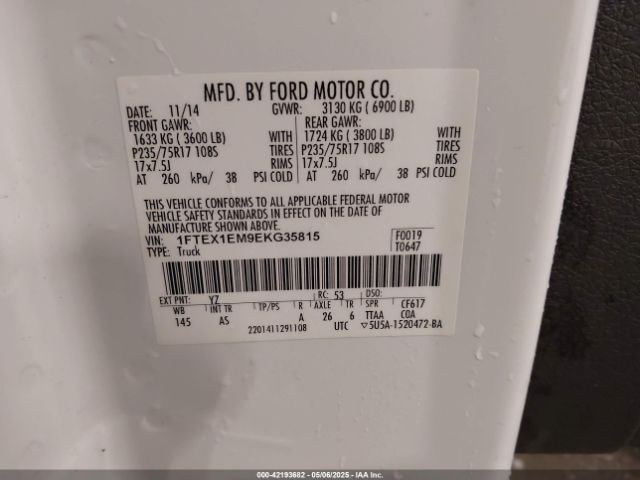 MFD. BY FORD MOTOR CO.
DATE: 11/14 GVWR: 3130 KG ( 6900 LB)
FRONT GAWR: REAR GAWR:
1633 KG ( 3600 LB) WITH 1724 KG ( 3800 LB) WITH
P235/75R17 108S TIRES P235/75R17 108S TIRES
17x7.5J RIMS 17x7.5J RIMS
AT 260 kPa/ 38 PSI COLD AT 260 kPa/ 38 PSI COLD
THIS VEHICLE CONFORMS TO ALL APPLICABLE FEDERAL MOTOR
VEHICLE SAFETY STANDARDS IN EFFECT ON THE DATE OF
MANUFACTURE SHOWN ABOVE.
VIN: 1FTEX1EM9EKG35815 F0019
TYPE: Truck T0647
EXT PNT: YZ RC: 53 DSO:
WB INT TR TP/PS R AXLE TR SPR CF617
145 AS A 26 6 TTAA COA
2201411291108 UTC ▽5U5A-1520472-BA
000-42193682 - 05/06/2025 - IAA Inc.